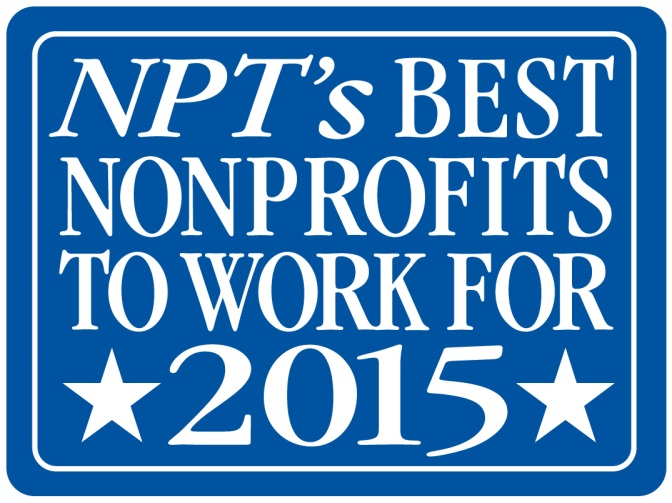 NPT's BEST
NONPROFITS
TO WORK FOR
2015